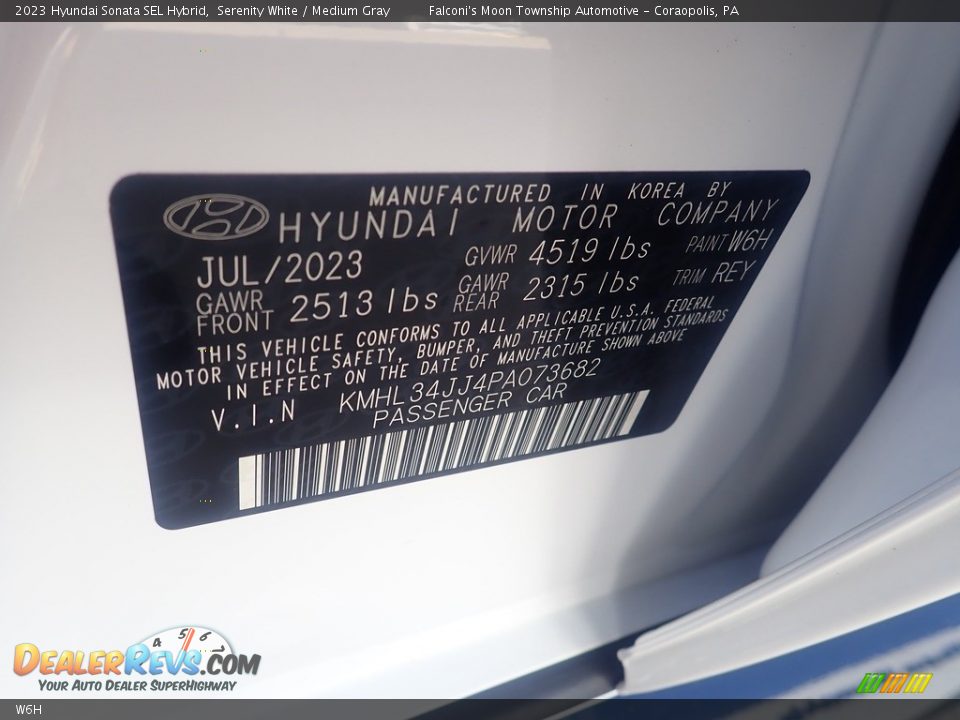 2023 Hyundai Sonata SEL Hybrid,  Serenity White / Medium Gray     Falconi's Moon Township Automotive - Coraopolis, PA
MANUFACTURED IN KOREA BY
HYUNDAI MOTOR COMPANY
JUL/2023 GVWR 4519 lbs PAINT W6H
GAWR FRONT 2513 lbs GAWR REAR 2315 lbs TRIM REY
THIS VEHICLE CONFORMS TO ALL APPLICABLE U.S.A. FEDERAL
MOTOR VEHICLE SAFETY, BUMPER, AND THEFT PREVENTION STANDARDS
IN EFFECT ON THE DATE OF MANUFACTURE SHOWN ABOVE
V.I.N KMHL34JJ4PA073682
PASSENGER CAR
4 5 6
DEALERREVS.COM
YOUR AUTO DEALER SUPERHIGHWAY
W6H